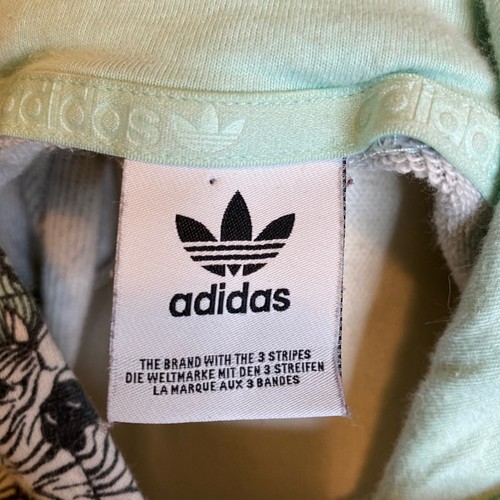 adidas
adidas
adidas
THE BRAND WITH THE 3 STRIPES
DIE WELTMARKE MIT DEN 3 STREIFEN
LA MARQUE AUX 3 BANDES